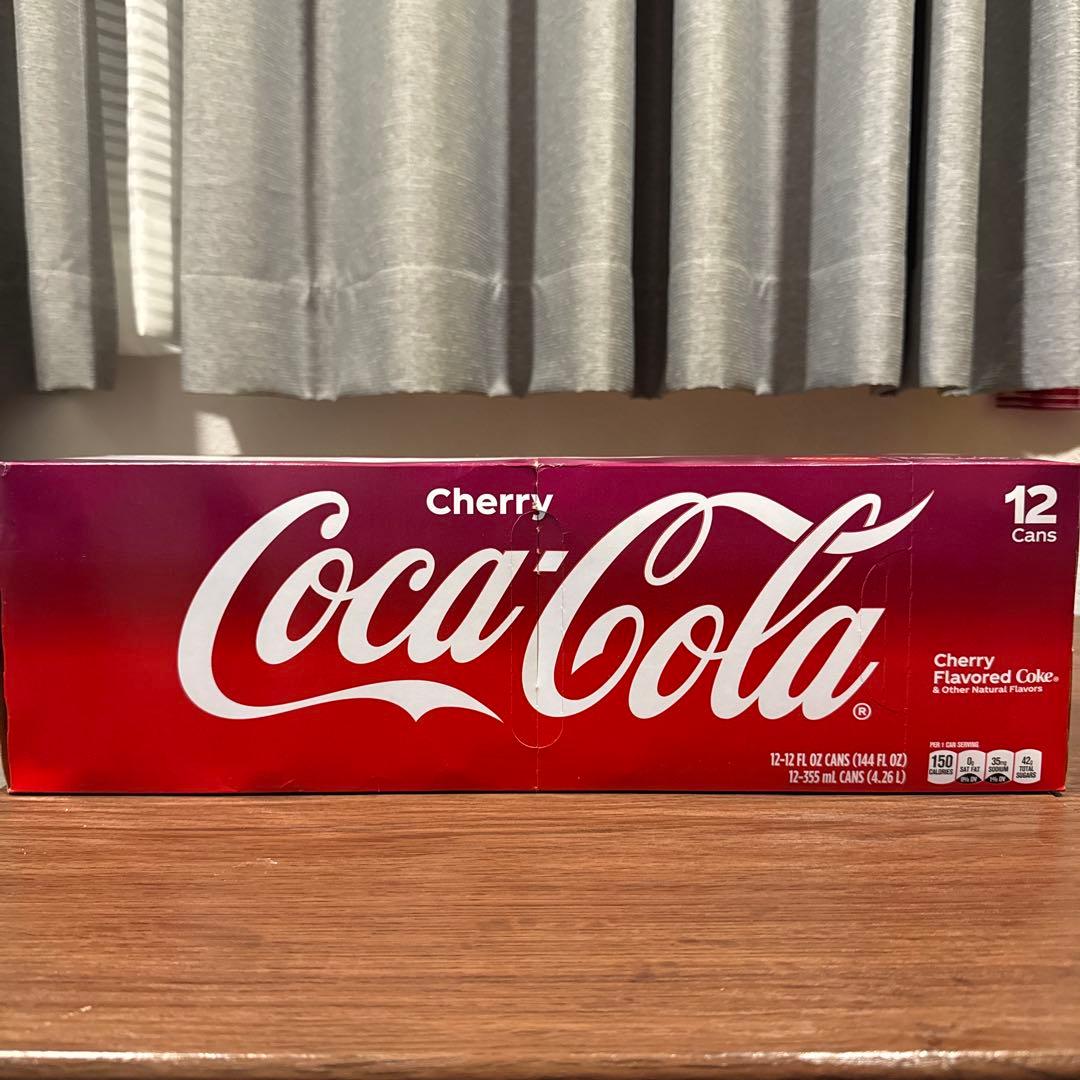 Cherry
Coca-Cola®
12
Cans
Cherry
Flavored Coke®
& Other Natural Flavors
12-12 FL OZ CANS (144 FL OZ)
12-355 mL CANS (4.26 L)
PER 1 CAN SERVING
150 CALORIES
0g SAT FAT 0% DV
35mg SODIUM 1% DV
42g TOTAL SUGARS